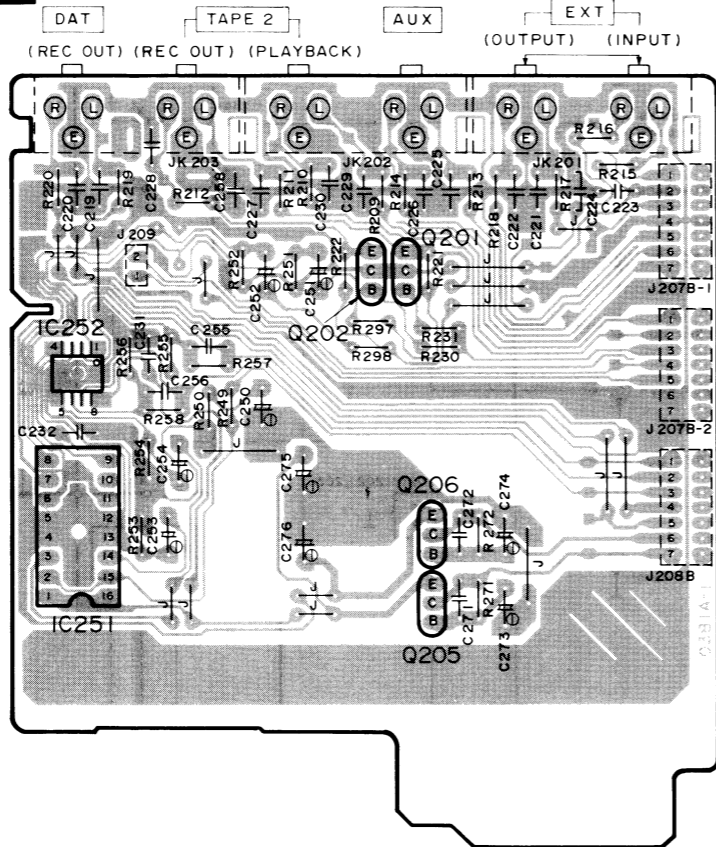 DAT TAPE 2 AUX EXT
(REC OUT) (REC OUT) (PLAYBACK) (OUTPUT) (INPUT)
R L R L R L R L R L R L
E E E E E E
R216
JK203 JK202 JK201
R220 C220 C219 R219 C228 R212 C258 C227 R211 R210 C230 C229 R209 R214 C226 C225 R213 R218 C222 C221 R217 C224 R215 C223
1
2
3
4
5
6
7
J207B-1
J209
2
1
J J J J J J
R252 C252 R251 C251 R222
Q201
E E
C C
B B
R221
Q202
R297 R231
R298 R230
IC252
4 1
5 8
R256 C231 R255
C255
R257
C256
R258
R250 R249 C250
C232
1
2
3
4
5
6
7
J207B-2
J J J
8 9
7 10
6 11
5 12
4 13
3 14
2 15
1 16
IC251
R254 C254
R253 C253
C275
C276
J J J J
Q206
E
C
B
C272 R272 C274
E
C
B
C271 R271 C273
Q205
J
1
2
3
4
5
6
7
J208B